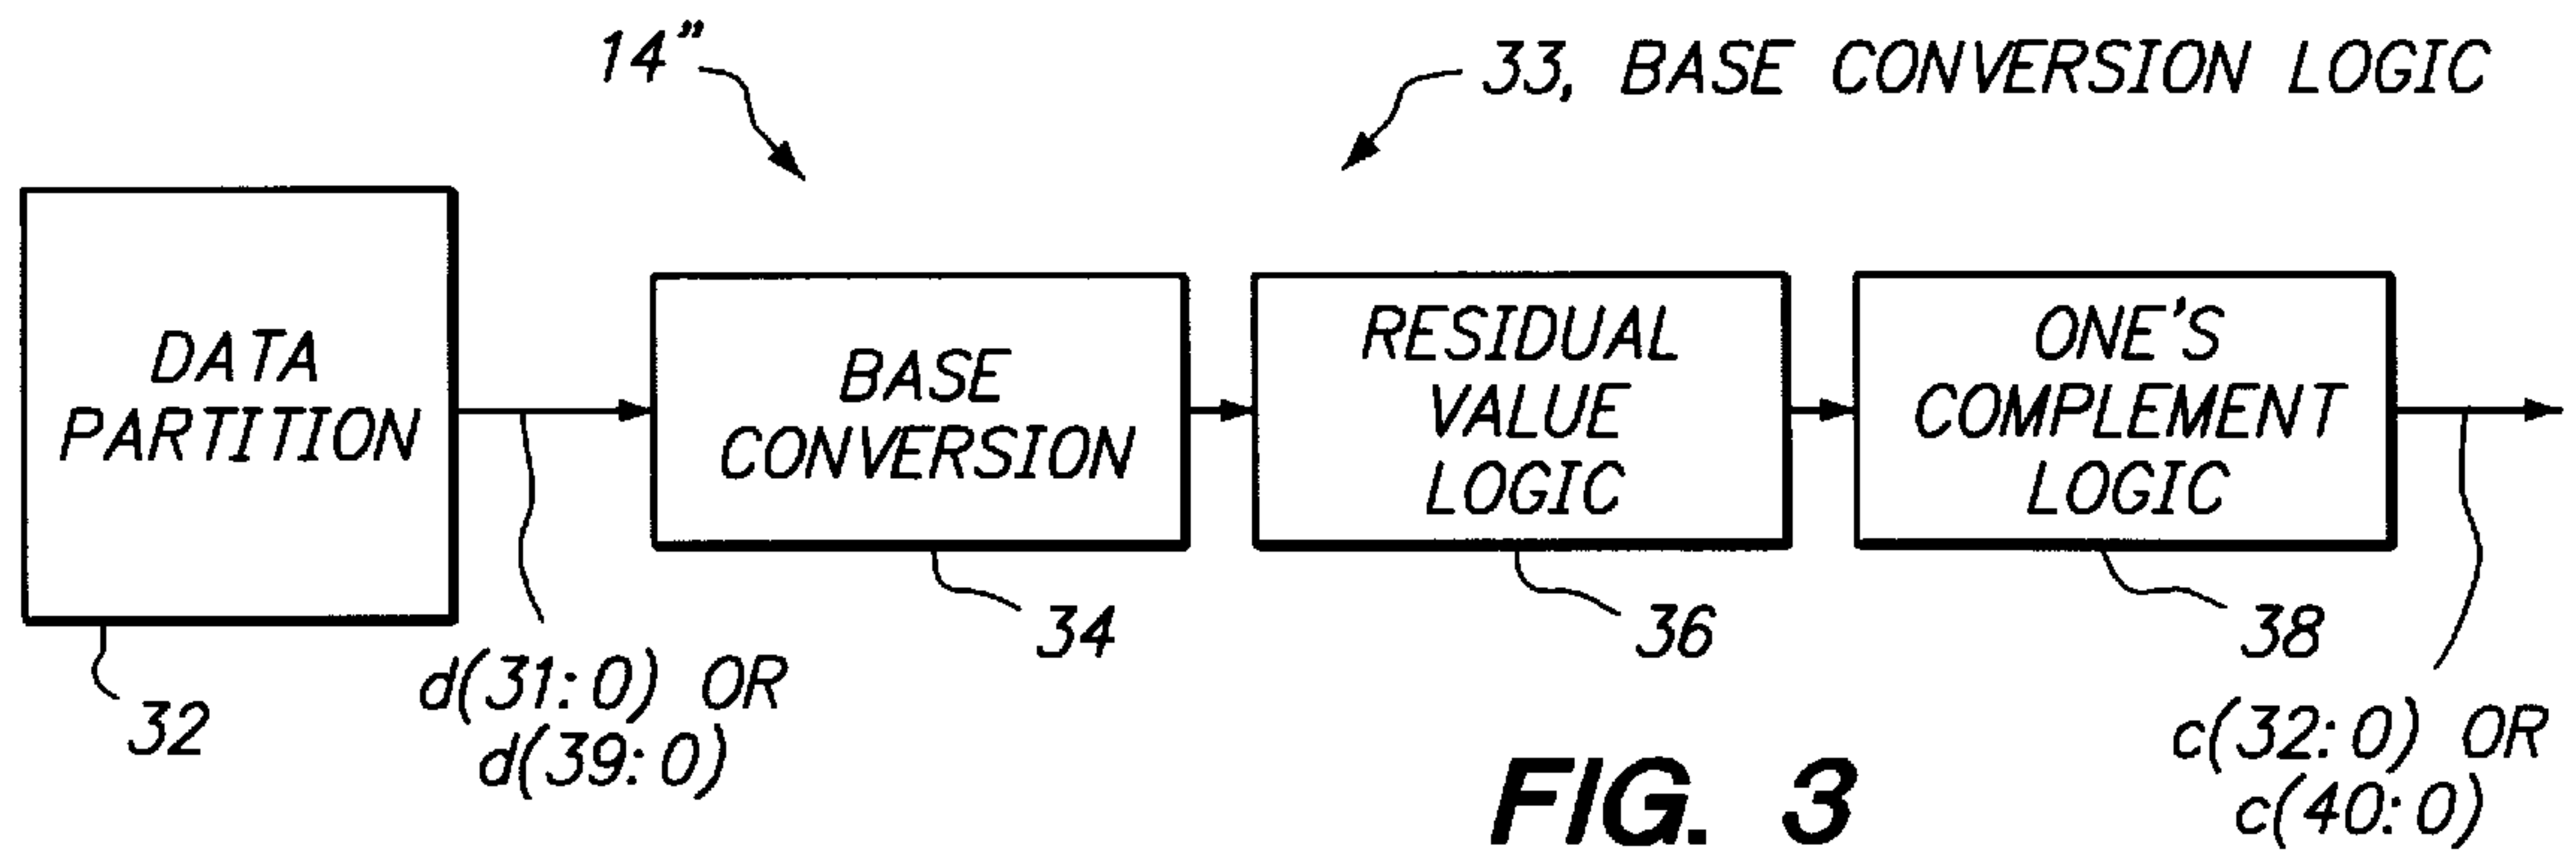 14”
33, BASE CONVERSION LOGIC
DATA
PARTITION
BASE
CONVERSION
RESIDUAL
VALUE
LOGIC
ONE'S
COMPLEMENT
LOGIC
32
d(31:0) OR
d(39:0)
34
36
38
c(32:0) OR
c(40:0)
FIG. 3